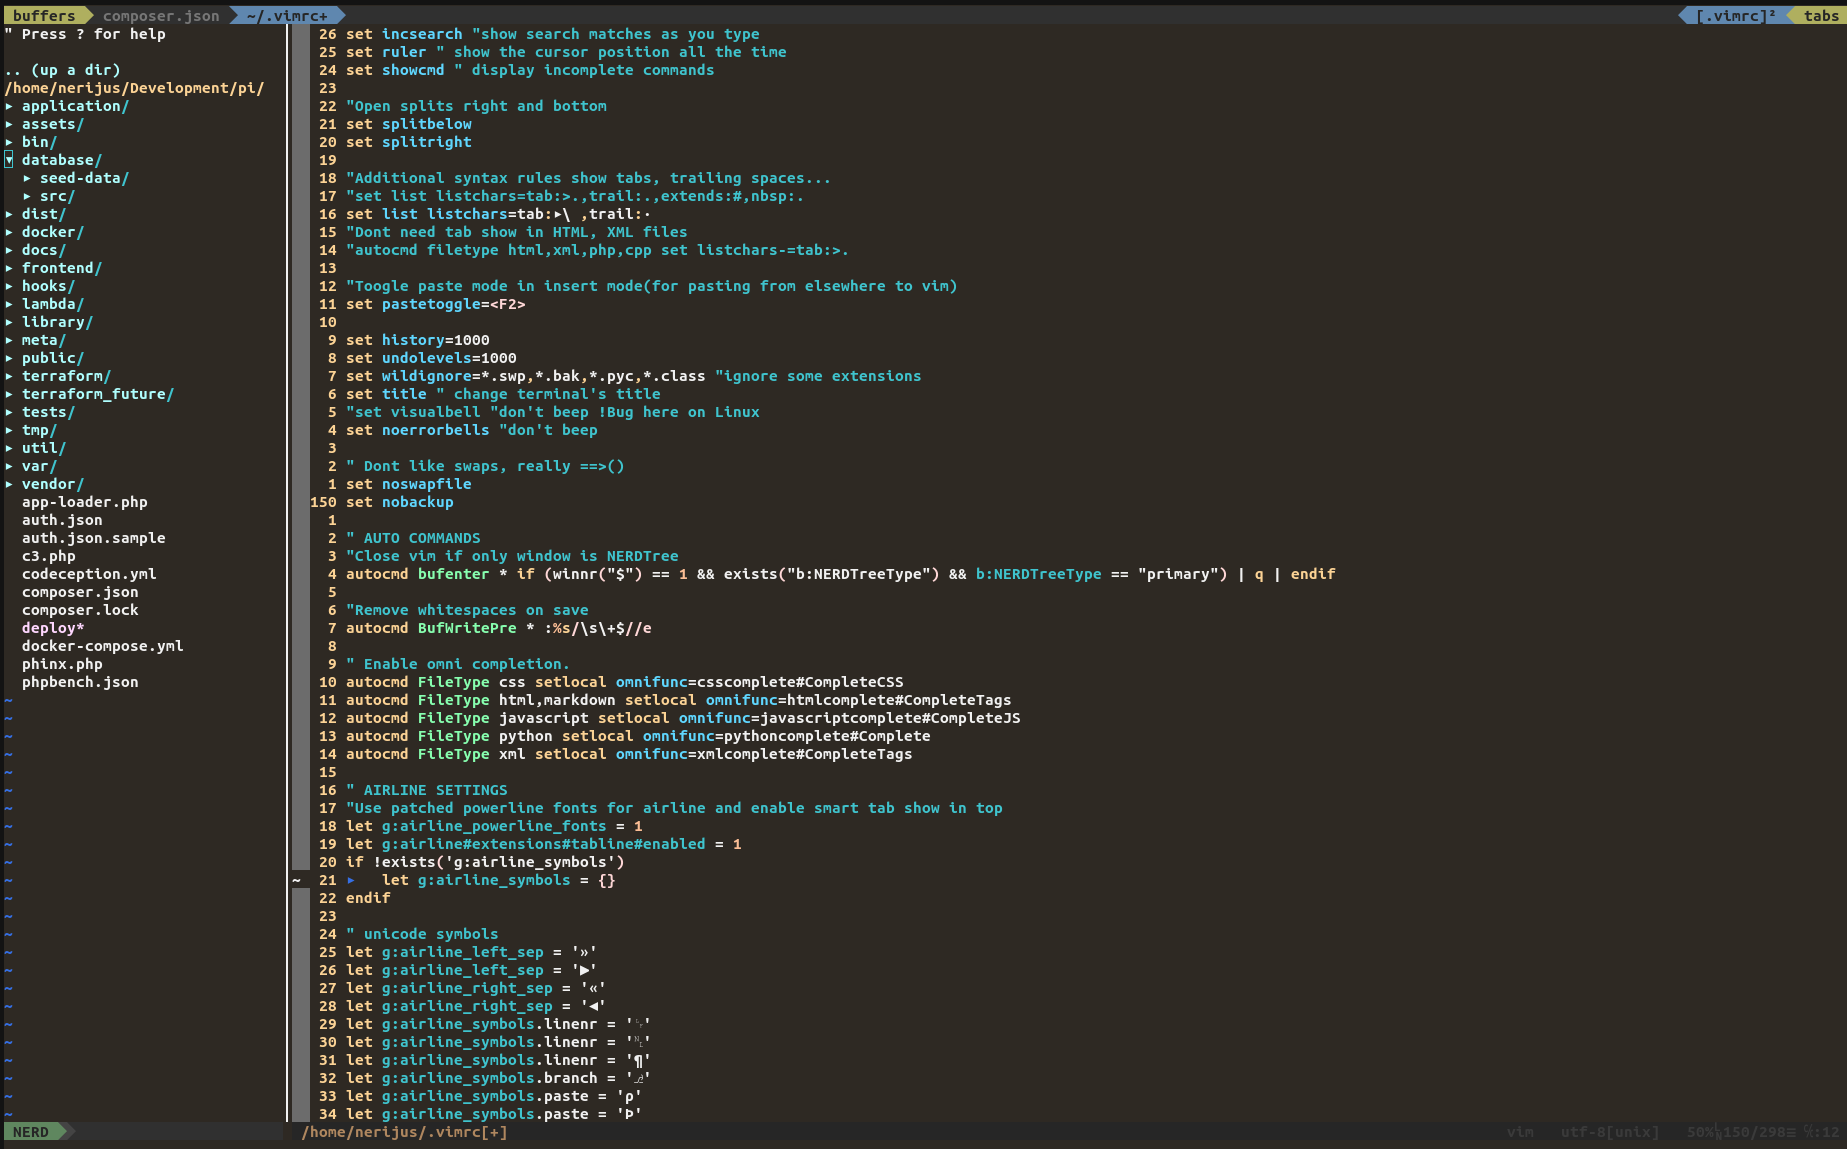 buffers composer.json ~/.vimrc+ [.vimrc]² tabs
" Press ? for help
.. (up a dir)
/home/nerijus/Development/pi/
▸ application/
▸ assets/
▸ bin/
▾ database/
▸ seed-data/
▸ src/
▸ dist/
▸ docker/
▸ docs/
▸ frontend/
▸ hooks/
▸ lambda/
▸ library/
▸ meta/
▸ public/
▸ terraform/
▸ terraform_future/
▸ tests/
▸ tmp/
▸ util/
▸ var/
▸ vendor/
app-loader.php
auth.json
auth.json.sample
c3.php
codeception.yml
composer.json
composer.lock
deploy*
docker-compose.yml
phinx.php
phpbench.json
NERD
26 set incsearch "show search matches as you type
25 set ruler " show the cursor position all the time
24 set showcmd " display incomplete commands
23
22 "Open splits right and bottom
21 set splitbelow
20 set splitright
19
18 "Additional syntax rules show tabs, trailing spaces...
17 "set list listchars=tab:>.,trail:.,extends:#,nbsp:.
16 set list listchars=tab:▸\ ,trail:·
15 "Dont need tab show in HTML, XML files
14 "autocmd filetype html,xml,php,cpp set listchars-=tab:>.
13
12 "Toogle paste mode in insert mode(for pasting from elsewhere to vim)
11 set pastetoggle=<F2>
10
9 set history=1000
8 set undolevels=1000
7 set wildignore=*.swp,*.bak,*.pyc,*.class "ignore some extensions
6 set title " change terminal's title
5 "set visualbell "don't beep !Bug here on Linux
4 set noerrorbells "don't beep
3
2 " Dont like swaps, really ==>()
1 set noswapfile
150 set nobackup
1
2 " AUTO COMMANDS
3 "Close vim if only window is NERDTree
4 autocmd bufenter * if (winnr("$") == 1 && exists("b:NERDTreeType") && b:NERDTreeType == "primary") | q | endif
5
6 "Remove whitespaces on save
7 autocmd BufWritePre * :%s/\s\+$//e
8
9 " Enable omni completion.
10 autocmd FileType css setlocal omnifunc=csscomplete#CompleteCSS
11 autocmd FileType html,markdown setlocal omnifunc=htmlcomplete#CompleteTags
12 autocmd FileType javascript setlocal omnifunc=javascriptcomplete#CompleteJS
13 autocmd FileType python setlocal omnifunc=pythoncomplete#Complete
14 autocmd FileType xml setlocal omnifunc=xmlcomplete#CompleteTags
15
16 " AIRLINE SETTINGS
17 "Use patched powerline fonts for airline and enable smart tab show in top
18 let g:airline_powerline_fonts = 1
19 let g:airline#extensions#tabline#enabled = 1
20 if !exists('g:airline_symbols')
~ 21 ▸ let g:airline_symbols = {}
22 endif
23
24 " unicode symbols
25 let g:airline_left_sep = '»'
26 let g:airline_left_sep = '▶'
27 let g:airline_right_sep = '«'
28 let g:airline_right_sep = '◀'
29 let g:airline_symbols.linenr = '␊'
30 let g:airline_symbols.linenr = '␤'
31 let g:airline_symbols.linenr = '¶'
32 let g:airline_symbols.branch = '⎇'
33 let g:airline_symbols.paste = 'ρ'
34 let g:airline_symbols.paste = 'Þ'
/home/nerijus/.vimrc[+] vim utf-8[unix] 50% 150/298☰ ℅:12